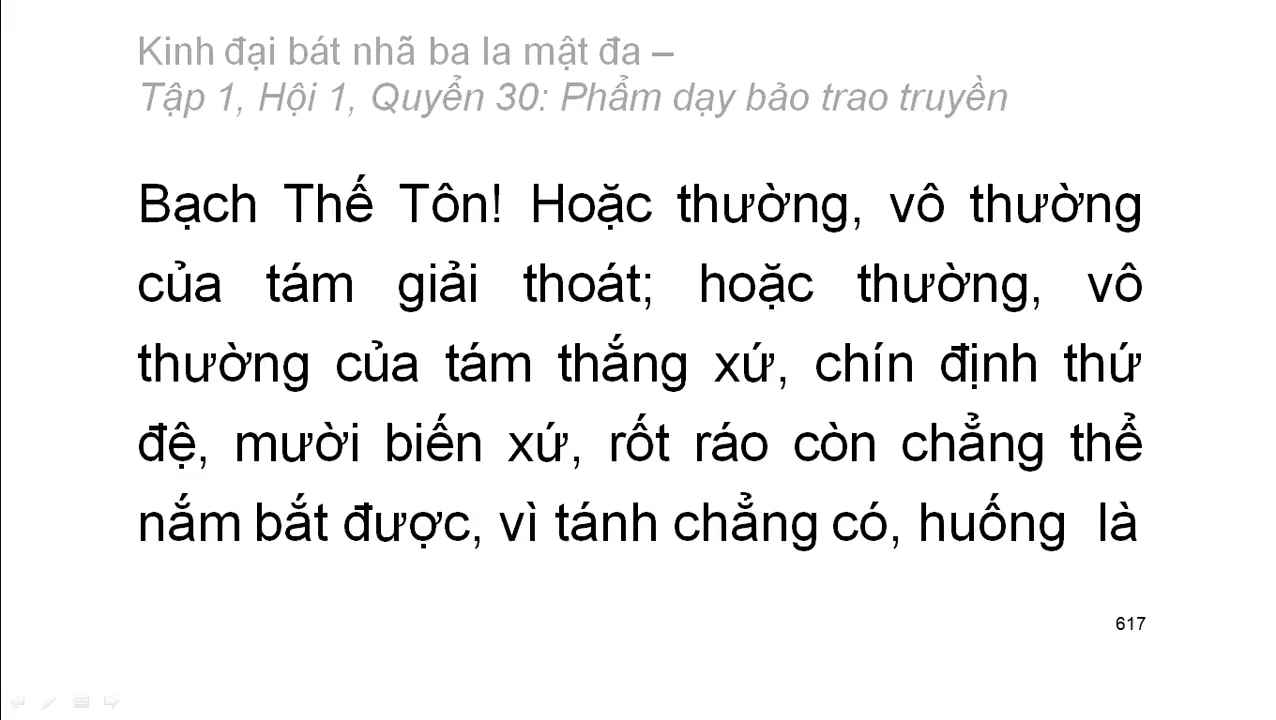 Kinh đại bát nhã ba la mật đa –
Tập 1, Hội 1, Quyển 30: Phẩm dạy bảo trao truyền
Bạch Thế Tôn! Hoặc thường, vô thường
của tám giải thoát; hoặc thường, vô
thường của tám thắng xứ, chín định thứ
đệ, mười biến xứ, rốt ráo còn chẳng thể
nắm bắt được, vì tánh chẳng có, huống là
617